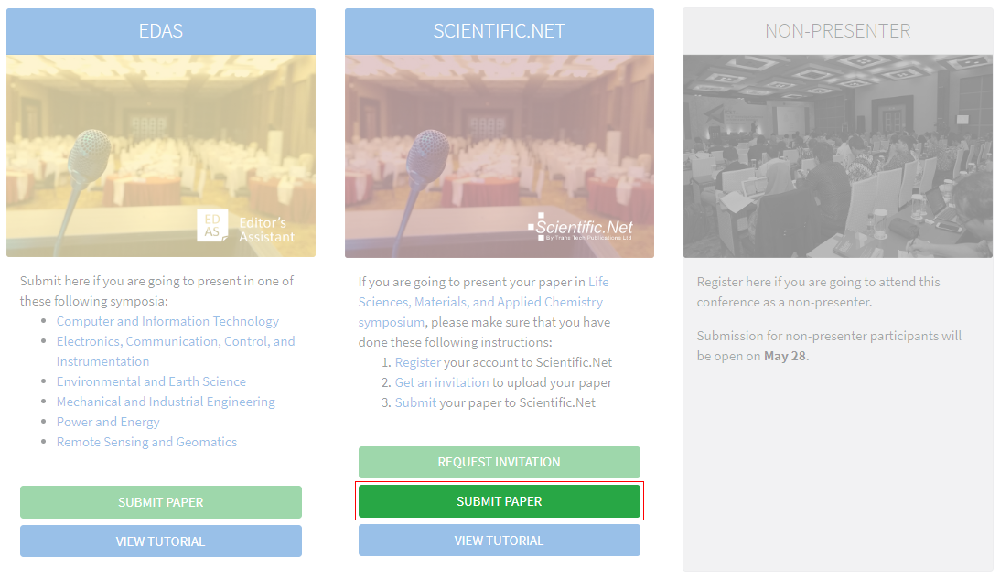 EDAS
ED
AS
Editor's
Assistant
Submit here if you are going to present in one of
these following symposia:
Computer and Information Technology
Electronics, Communication, Control, and
Instrumentation
Environmental and Earth Science
Mechanical and Industrial Engineering
Power and Energy
Remote Sensing and Geomatics
SUBMIT PAPER
VIEW TUTORIAL
SCIENTIFIC.NET
Scientific.Net
By Trans Tech Publications Ltd
If you are going to present your paper in Life
Sciences, Materials, and Applied Chemistry
symposium, please make sure that you have
done these following instructions:
1. Register your account to Scientific.Net
2. Get an invitation to upload your paper
3. Submit your paper to Scientific.Net
REQUEST INVITATION
SUBMIT PAPER
VIEW TUTORIAL
NON-PRESENTER
Register here if you are going to attend this
conference as a non-presenter.
Submission for non-presenter participants will
be open on May 28.